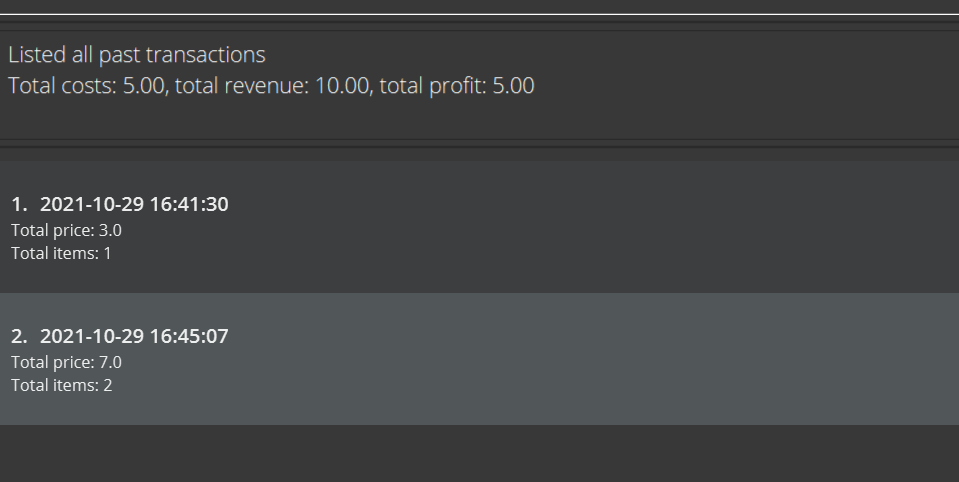 Listed all past transactions
Total costs: 5.00, total revenue: 10.00, total profit: 5.00
1. 2021-10-29 16:41:30
Total price: 3.0
Total items: 1
2. 2021-10-29 16:45:07
Total price: 7.0
Total items: 2